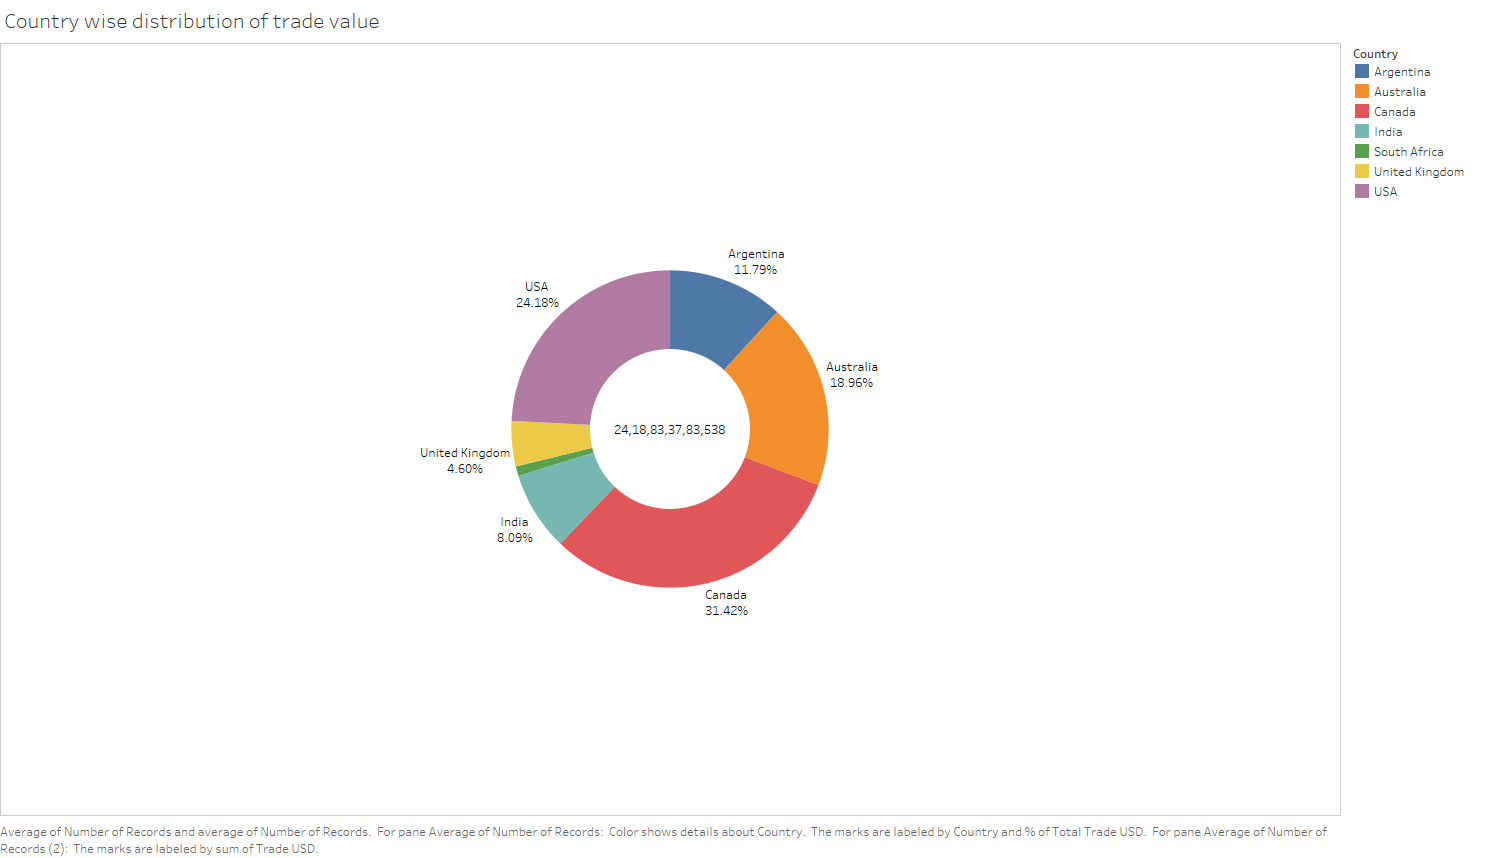 Country wise distribution of trade value
Country
Argentina
Australia
Canada
India
South Africa
United Kingdom
USA
Argentina
11.79%
USA
24.18%
Australia
18.96%
24,18,83,37,83,538
United Kingdom
4.60%
India
8.09%
Canada
31.42%
Average of Number of Records and average of Number of Records.  For pane Average of Number of Records:  Color shows details about Country.  The marks are labeled by Country and % of Total Trade USD.  For pane Average of Number of
Records (2):  The marks are labeled by sum of Trade USD.